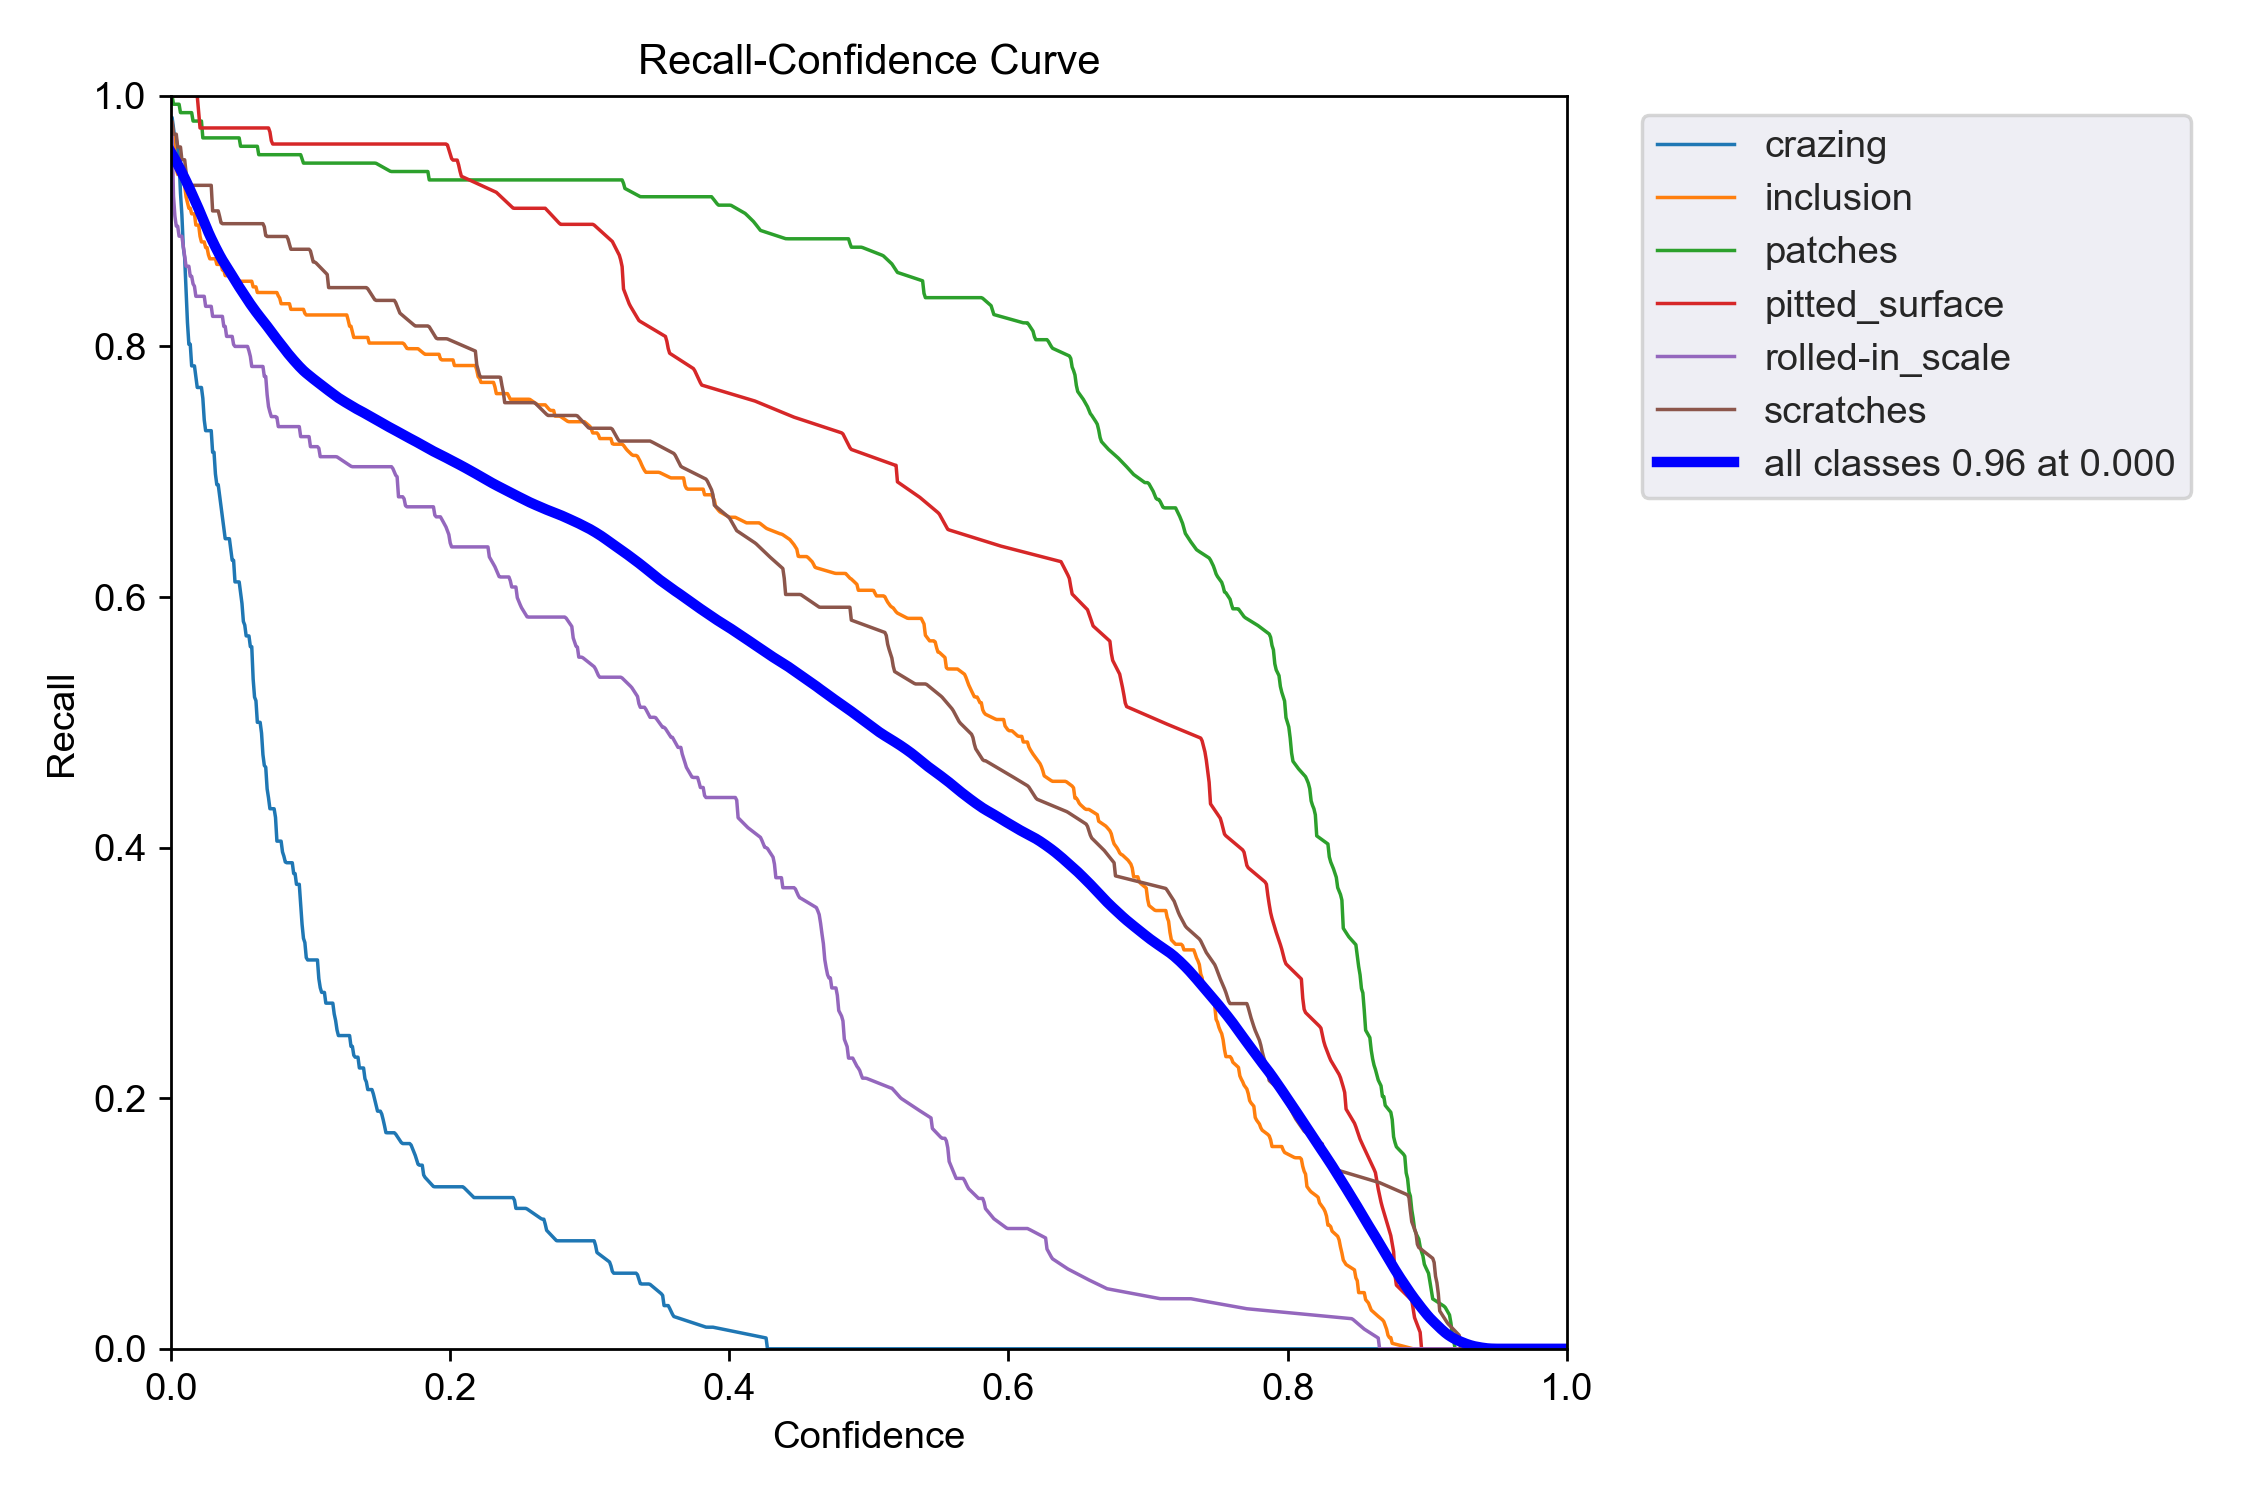 Recall-Confidence Curve
1.0
0.8
0.6
0.4
0.2
0.0
Recall
0.0 0.2 0.4 0.6 0.8 1.0
Confidence
crazing
inclusion
patches
pitted_surface
rolled-in_scale
scratches
all classes 0.96 at 0.000